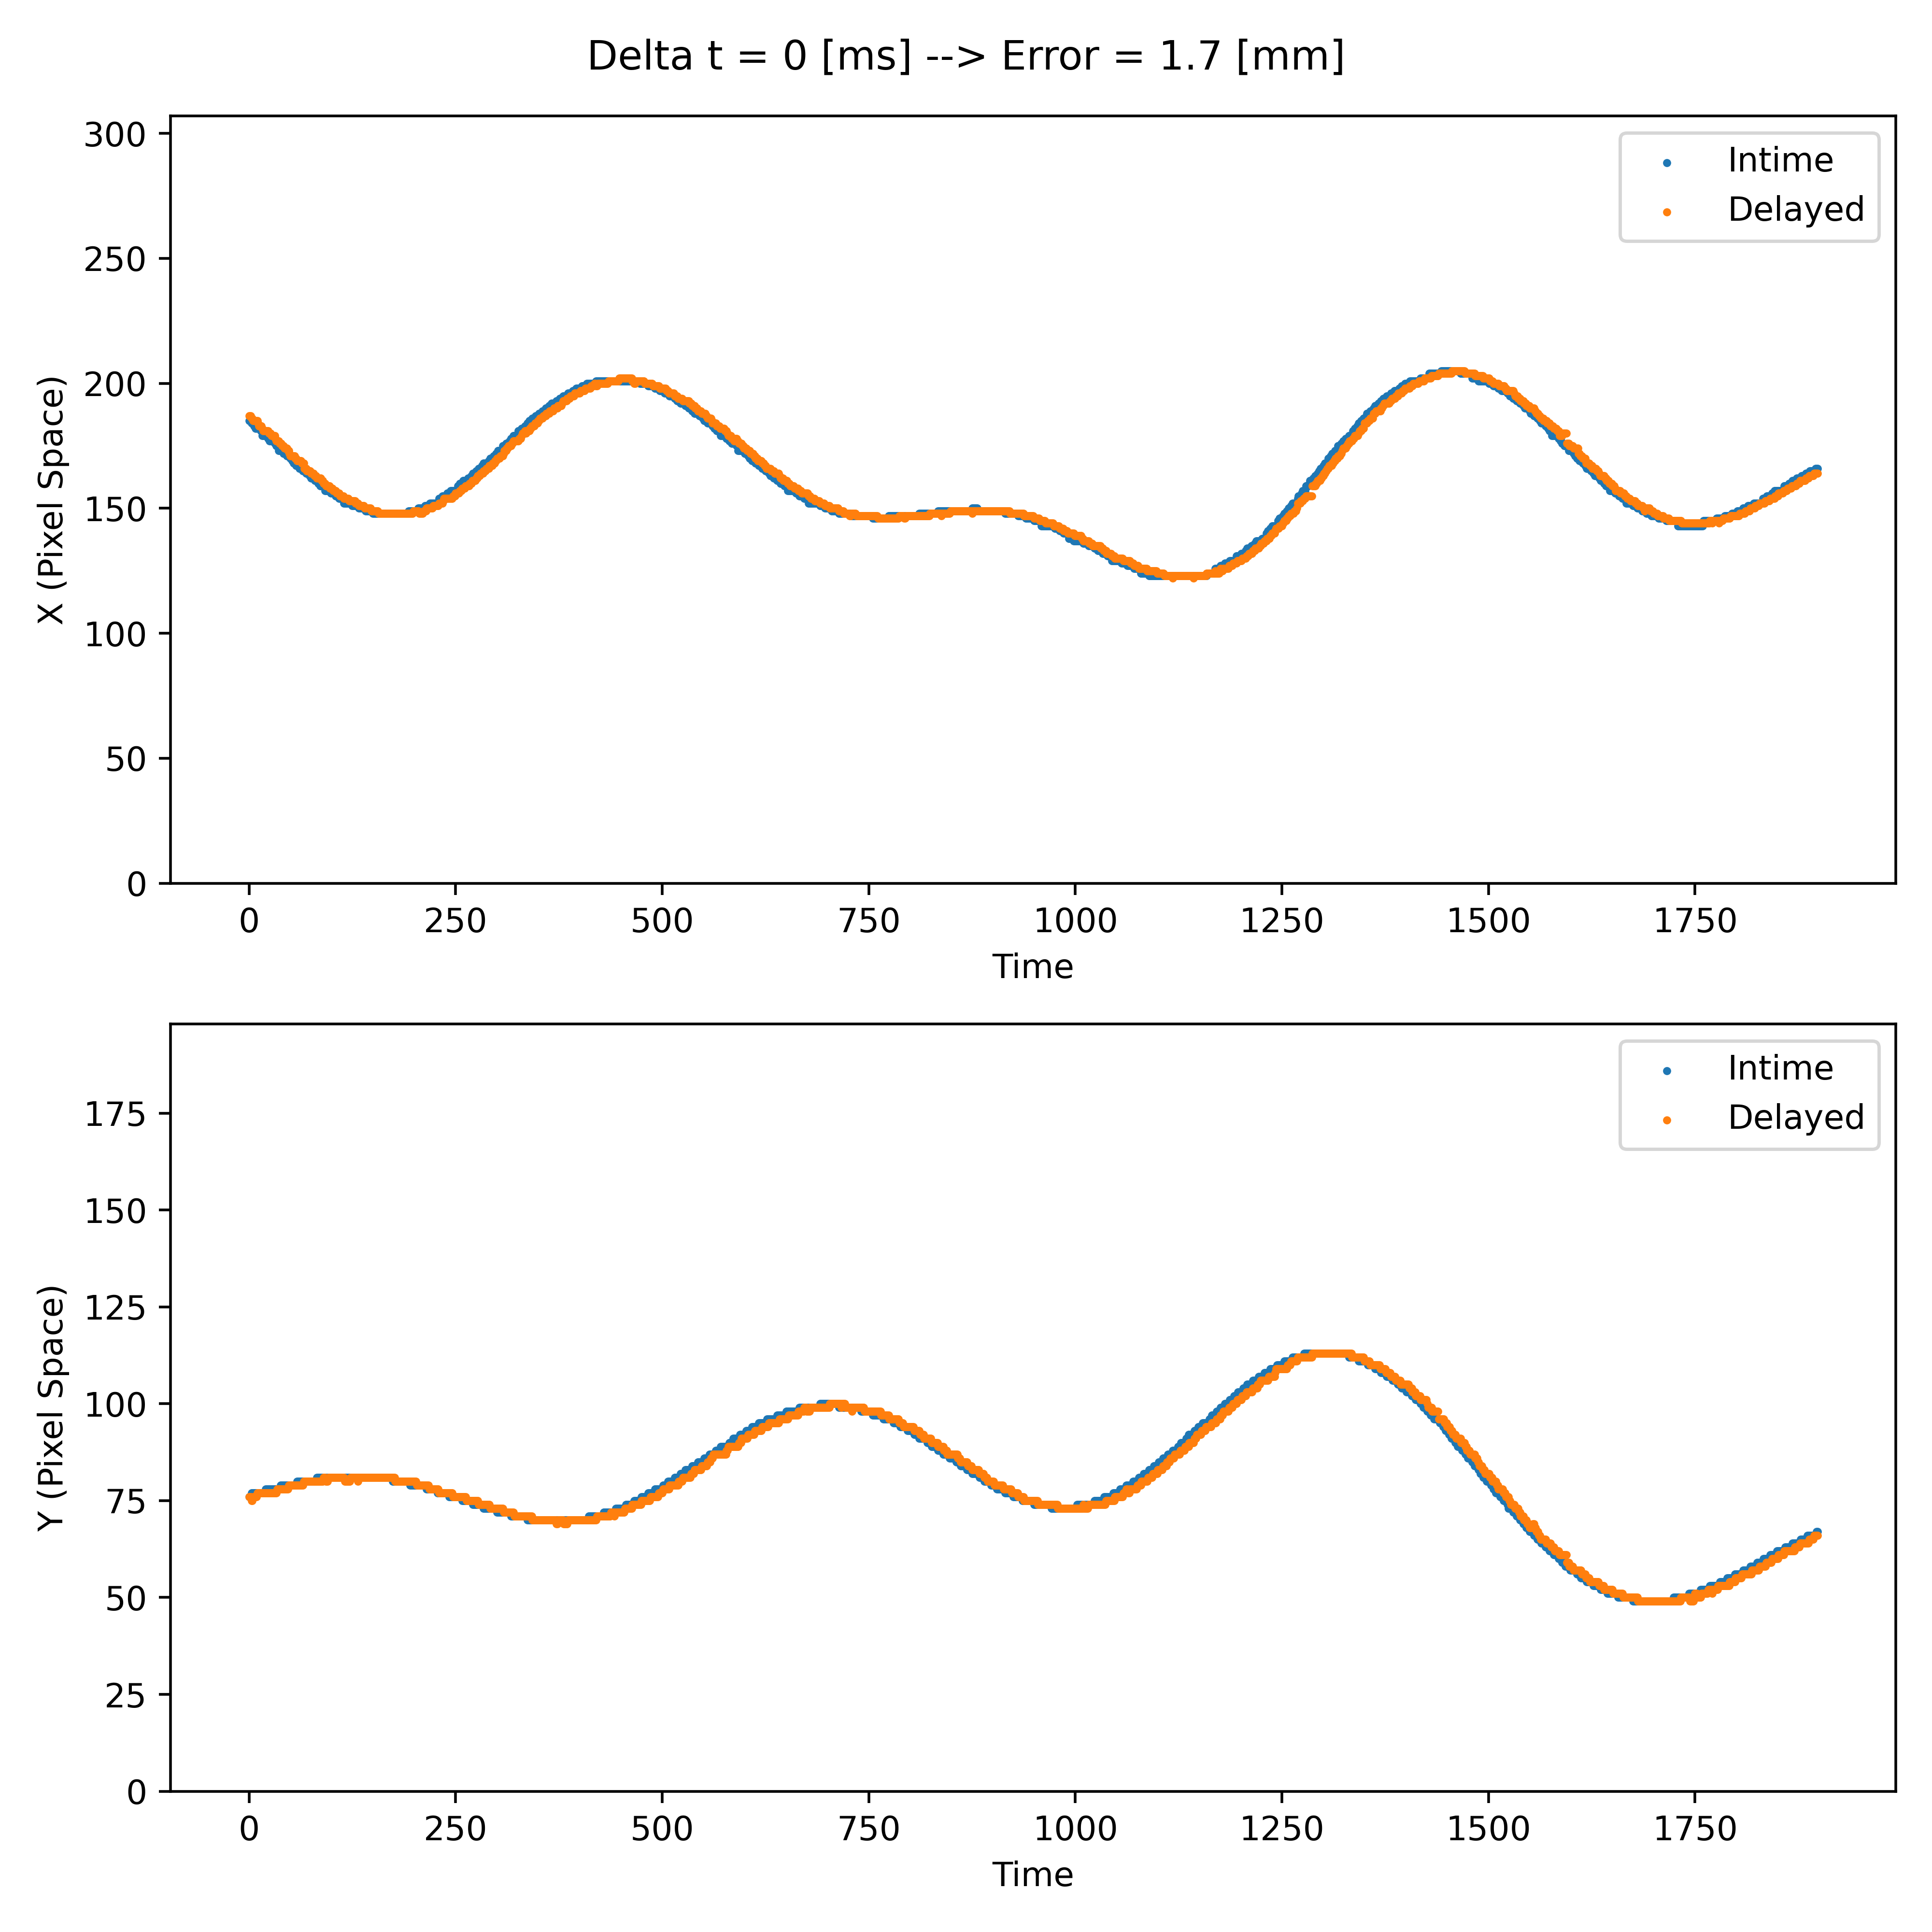 Delta t = 0 [ms] --> Error = 1.7 [mm]
300
250
200
150
100
50
0
X (Pixel Space)
Intime
Delayed
0 250 500 750 1000 1250 1500 1750
Time
175
150
125
100
75
50
25
0
Y (Pixel Space)
Intime
Delayed
0 250 500 750 1000 1250 1500 1750
Time